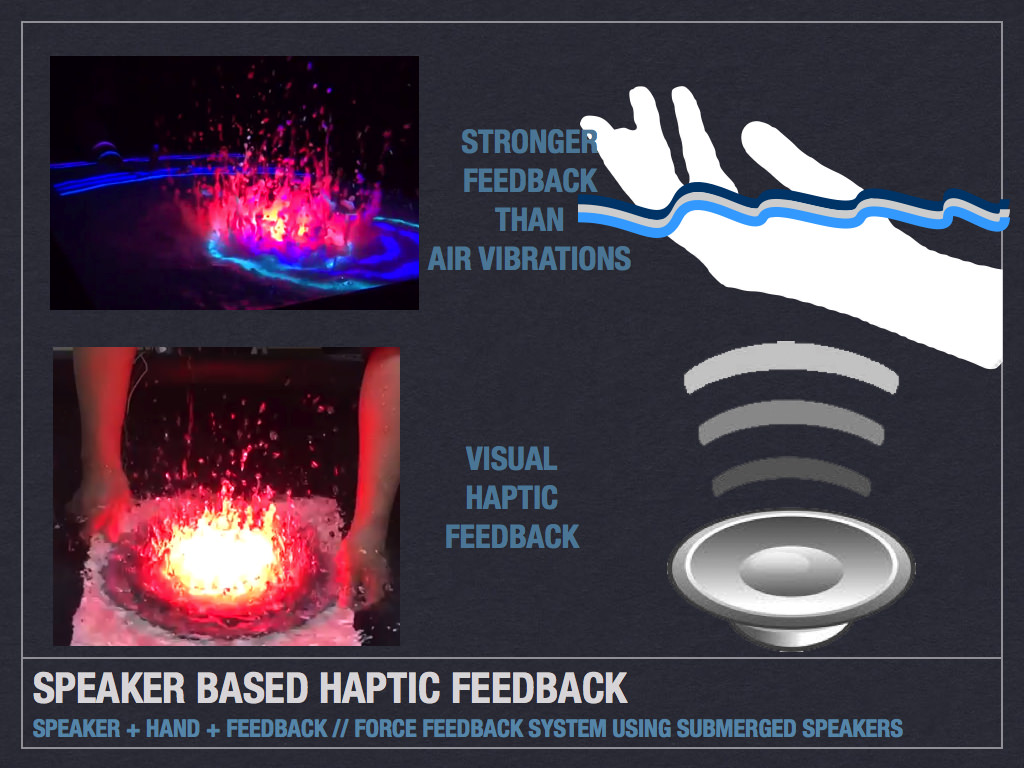 STRONGER
FEEDBACK
THAN
AIR VIBRATIONS
VISUAL
HAPTIC
FEEDBACK
SPEAKER BASED HAPTIC FEEDBACK
SPEAKER + HAND + FEEDBACK // FORCE FEEDBACK SYSTEM USING SUBMERGED SPEAKERS